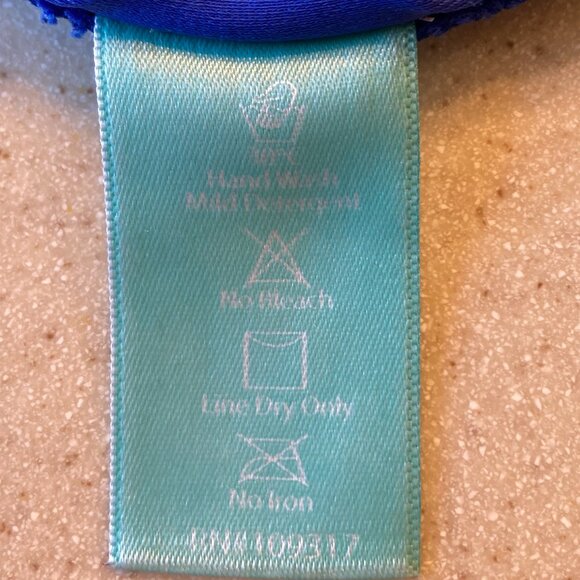 Hand Wash
Mild Detergent
No Bleach
Line Dry Only
No Iron
RN#109317